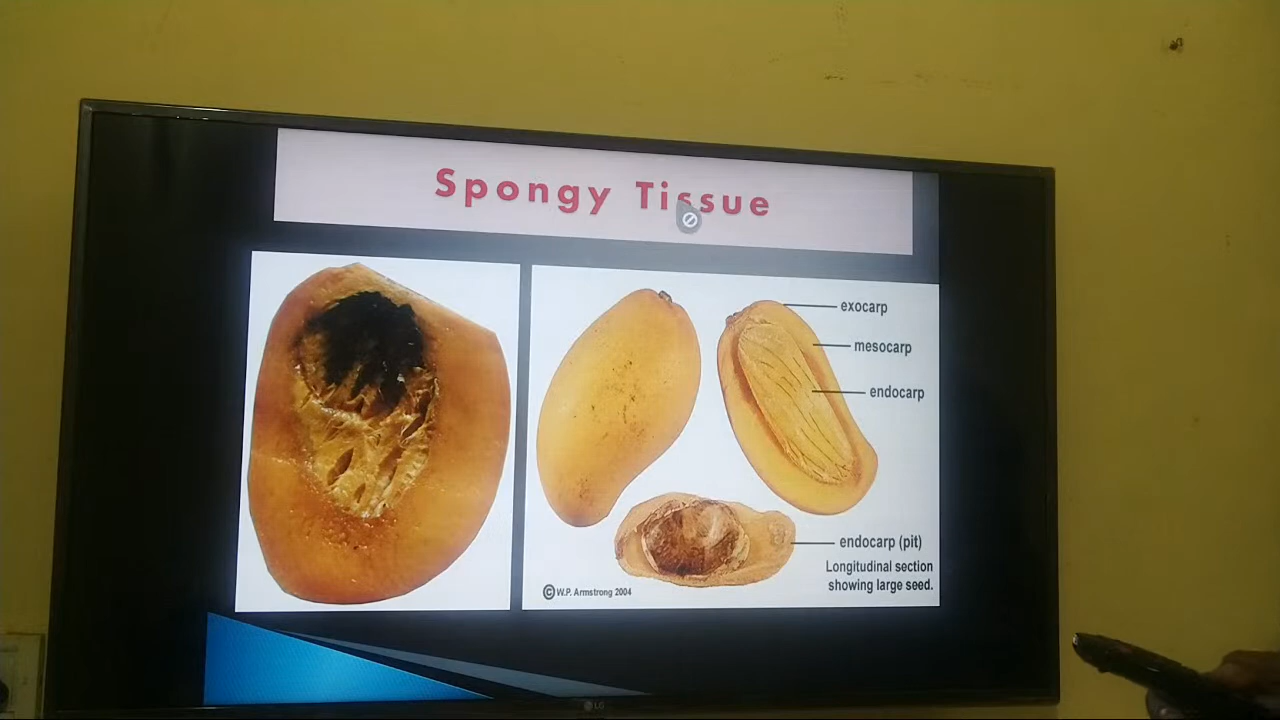 Spongy Tissue
exocarp
mesocarp
endocarp
endocarp (pit)
Longitudinal section
showing large seed.
© W.P. Armstrong 2004
LG